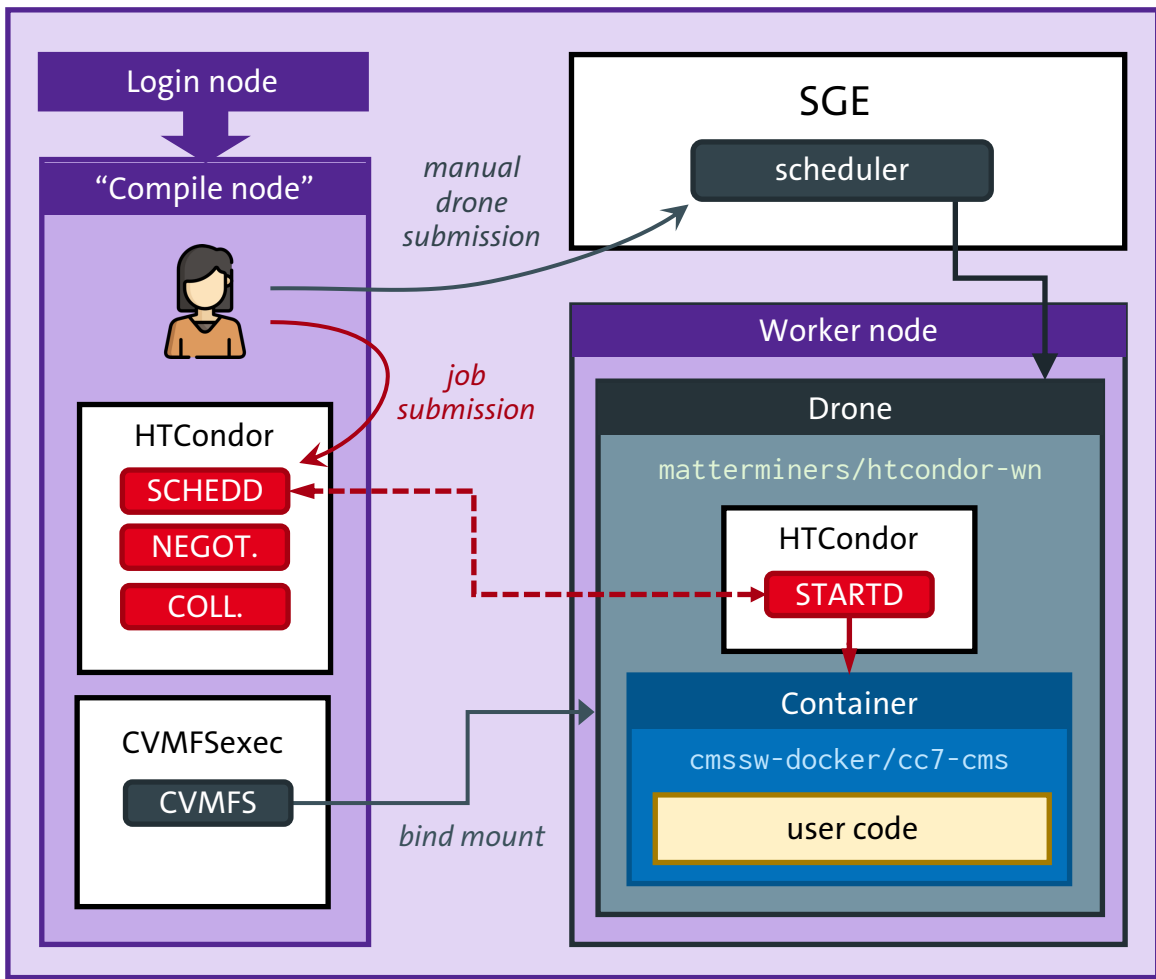 Login node
“Compile node”
manual
drone
submission
job
submission
HTCondor
SCHEDD
NEGOT.
COLL.
CVMFSexec
CVMFS
bind mount
SGE
scheduler
Worker node
Drone
matterminers/htcondor-wn
HTCondor
STARTD
Container
cmssw-docker/cc7-cms
user code